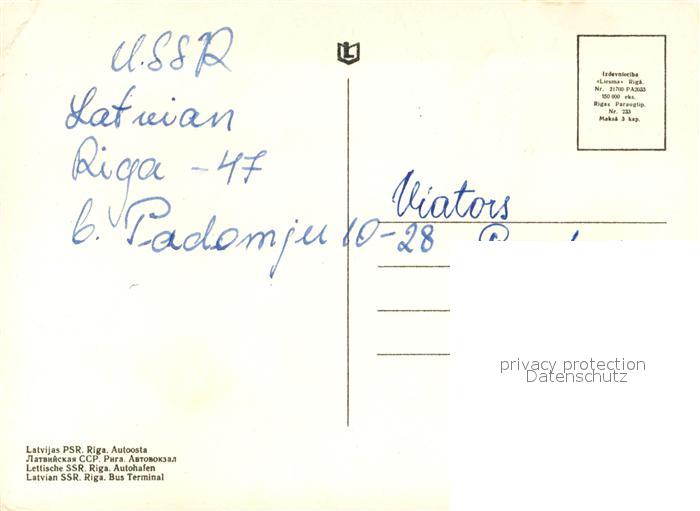 U.SSR
Latvian
Riga - 47
b. Padomju 10-28
Viators
Izdevniecība
«Liesma» Rīgā.
Nr. 21700 PA2033
150 000 eks.
Rīgas Paraugtip.
Nr. 233
Maksā 3 kap.
privacy protection
Datenschutz
Latvijas PSR. Rīga. Autoosta
Латвийская ССР. Рига. Автовокзал
Lettische SSR. Riga. Autohafen
Latvian SSR. Riga. Bus Terminal